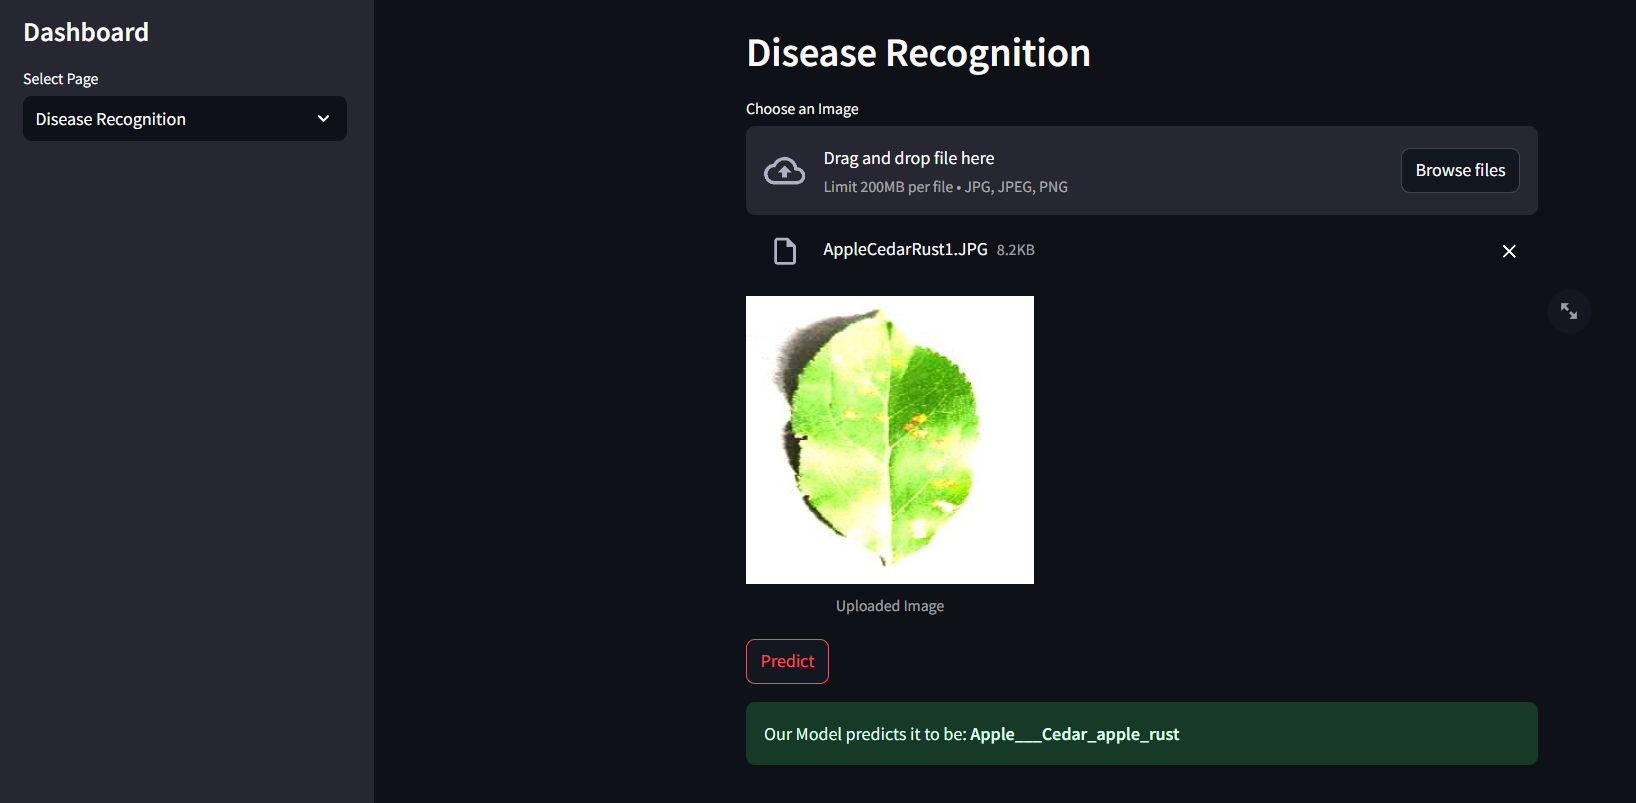 Dashboard
Select Page
Disease Recognition
Disease Recognition
Choose an Image
Drag and drop file here
Limit 200MB per file • JPG, JPEG, PNG
Browse files
AppleCedarRust1.JPG 8.2KB
Uploaded Image
Predict
Our Model predicts it to be: Apple___Cedar_apple_rust